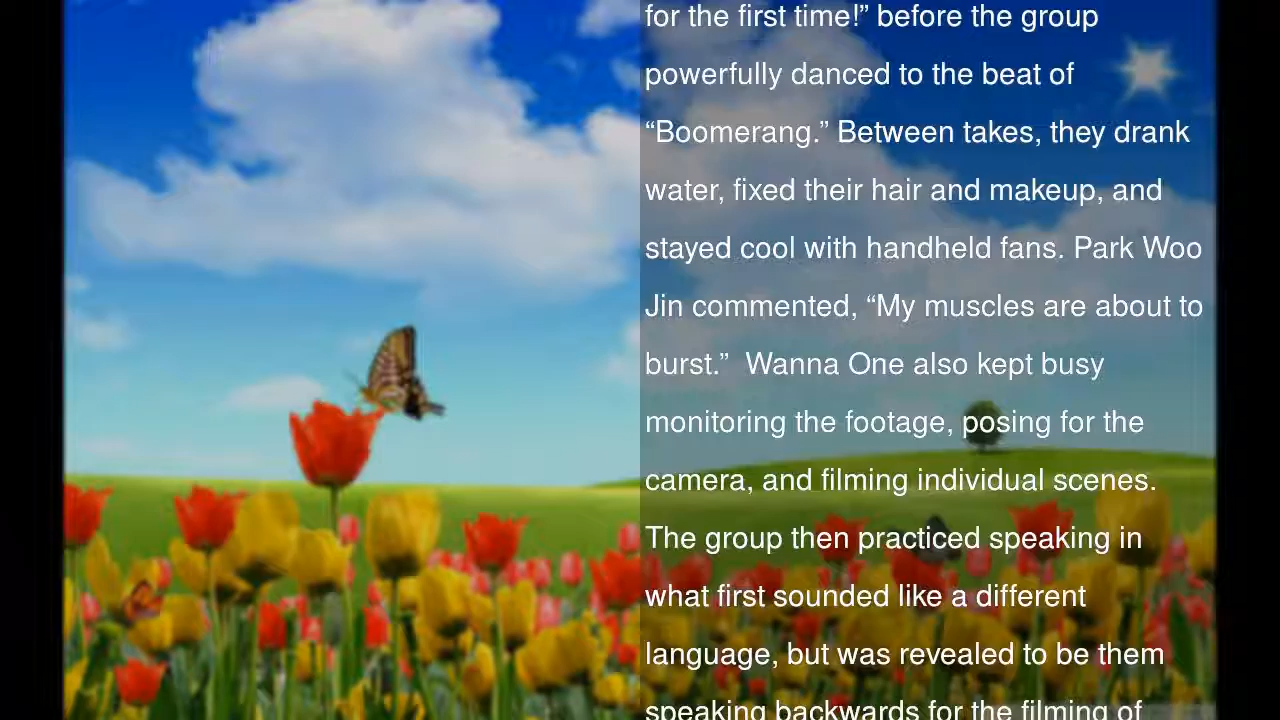 for the first time!” before the group
powerfully danced to the beat of
“Boomerang.” Between takes, they drank
water, fixed their hair and makeup, and
stayed cool with handheld fans. Park Woo
Jin commented, “My muscles are about to
burst.”  Wanna One also kept busy
monitoring the footage, posing for the
camera, and filming individual scenes.
The group then practiced speaking in
what first sounded like a different
language, but was revealed to be them
speaking backwards for the filming of